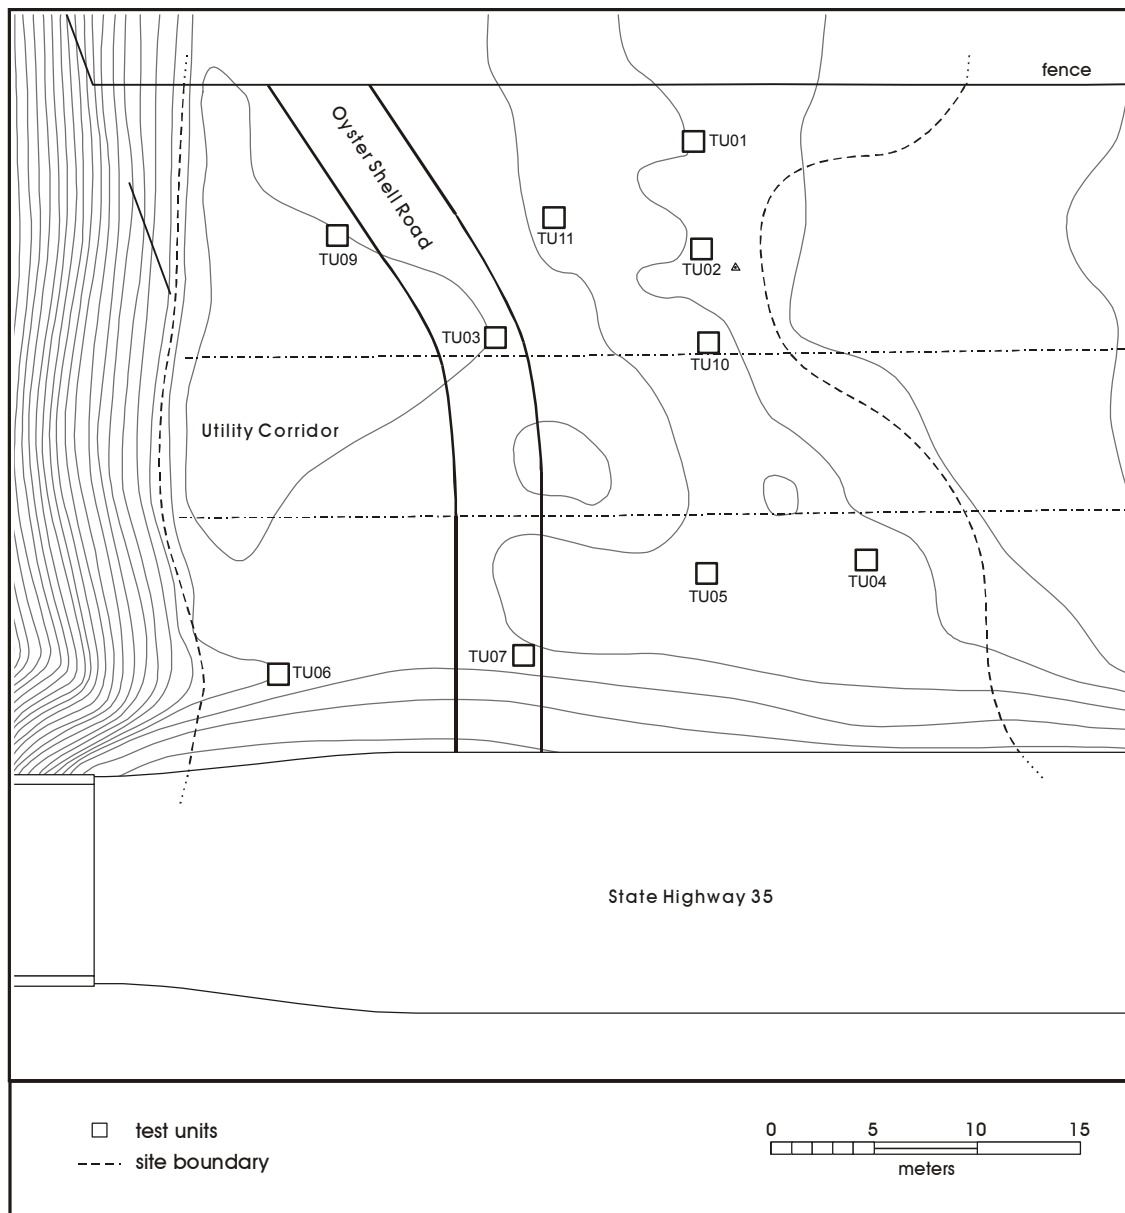 fence
Oyster Shell Road
TU01
TU11
TU09
TU02
TU03
TU10
Utility Corridor
TU05
TU04
TU07
TU06
State Highway 35
test units
site boundary
0 5 10 15
meters